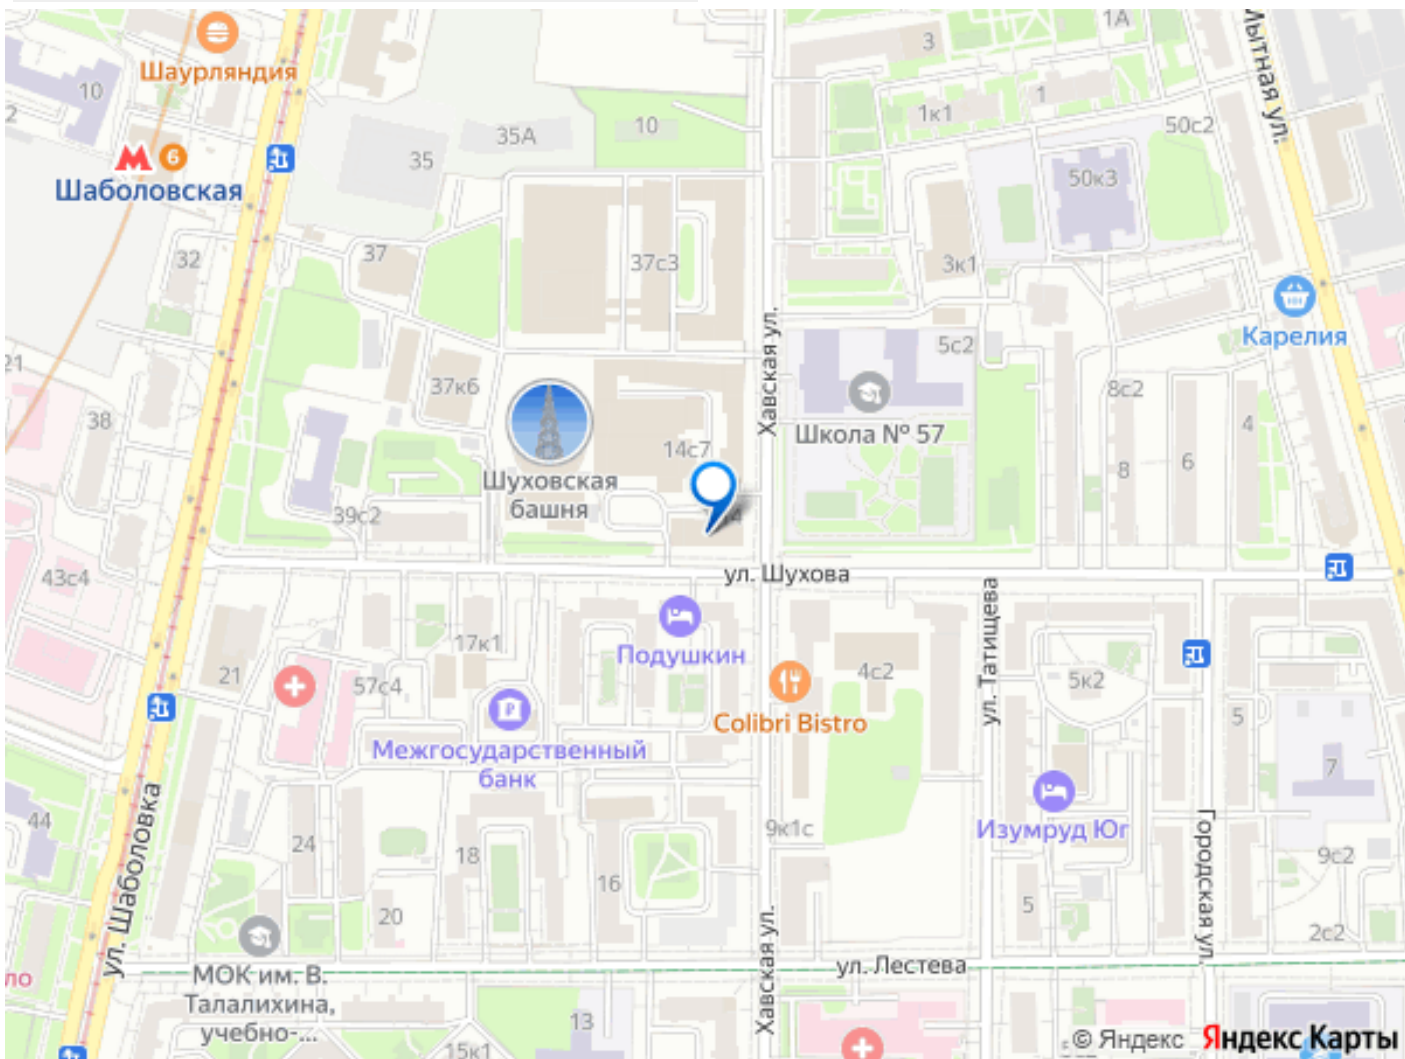 Шаурляндия
10
2
М 6
Шаболовская
35А
10
35
3
1А
1к1
1
50с2
50к3
Мытная ул.
32
37
37с3
3к1
Карелия
21
37к6
Хавская ул.
5с2
8с2
38
Школа № 57
4
14с7
Шуховская
башня
8
6
39с2
43с4
ул. Шухова
17к1
Подушкин
4с2
ул. Татищева
21
57с4
5к2
Colibri Bistro
5
Межгосударственный
банк
7
44
ул. Шаболовка
24
18
16
9к1с
Изумруд Юг
Городская ул.
9с2
20
5
2с2
Хавская ул.
ло
МОК им. В.
Талалихина,
учебно-...
ул. Лестева
13
15к1
© Яндекс Яндекс Карты